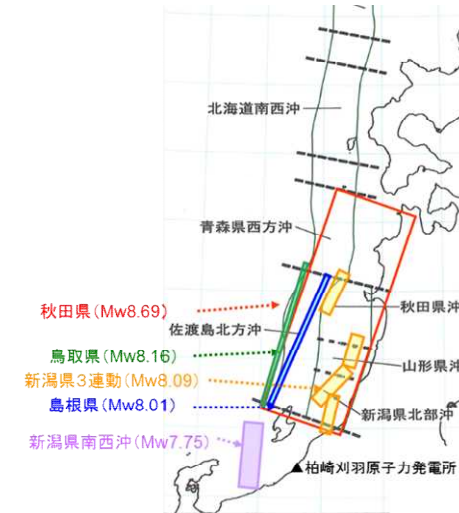 北海道南西沖
青森県西方沖
秋田県(Mw8.69)
秋田県沖
佐渡島北方沖
鳥取県(Mw8.16)
山形県沖
新潟県3連動(Mw8.09)
島根県(Mw8.01)
新潟県北部沖
新潟県南西沖(Mw7.75)
▲柏崎刈羽原子力発電所